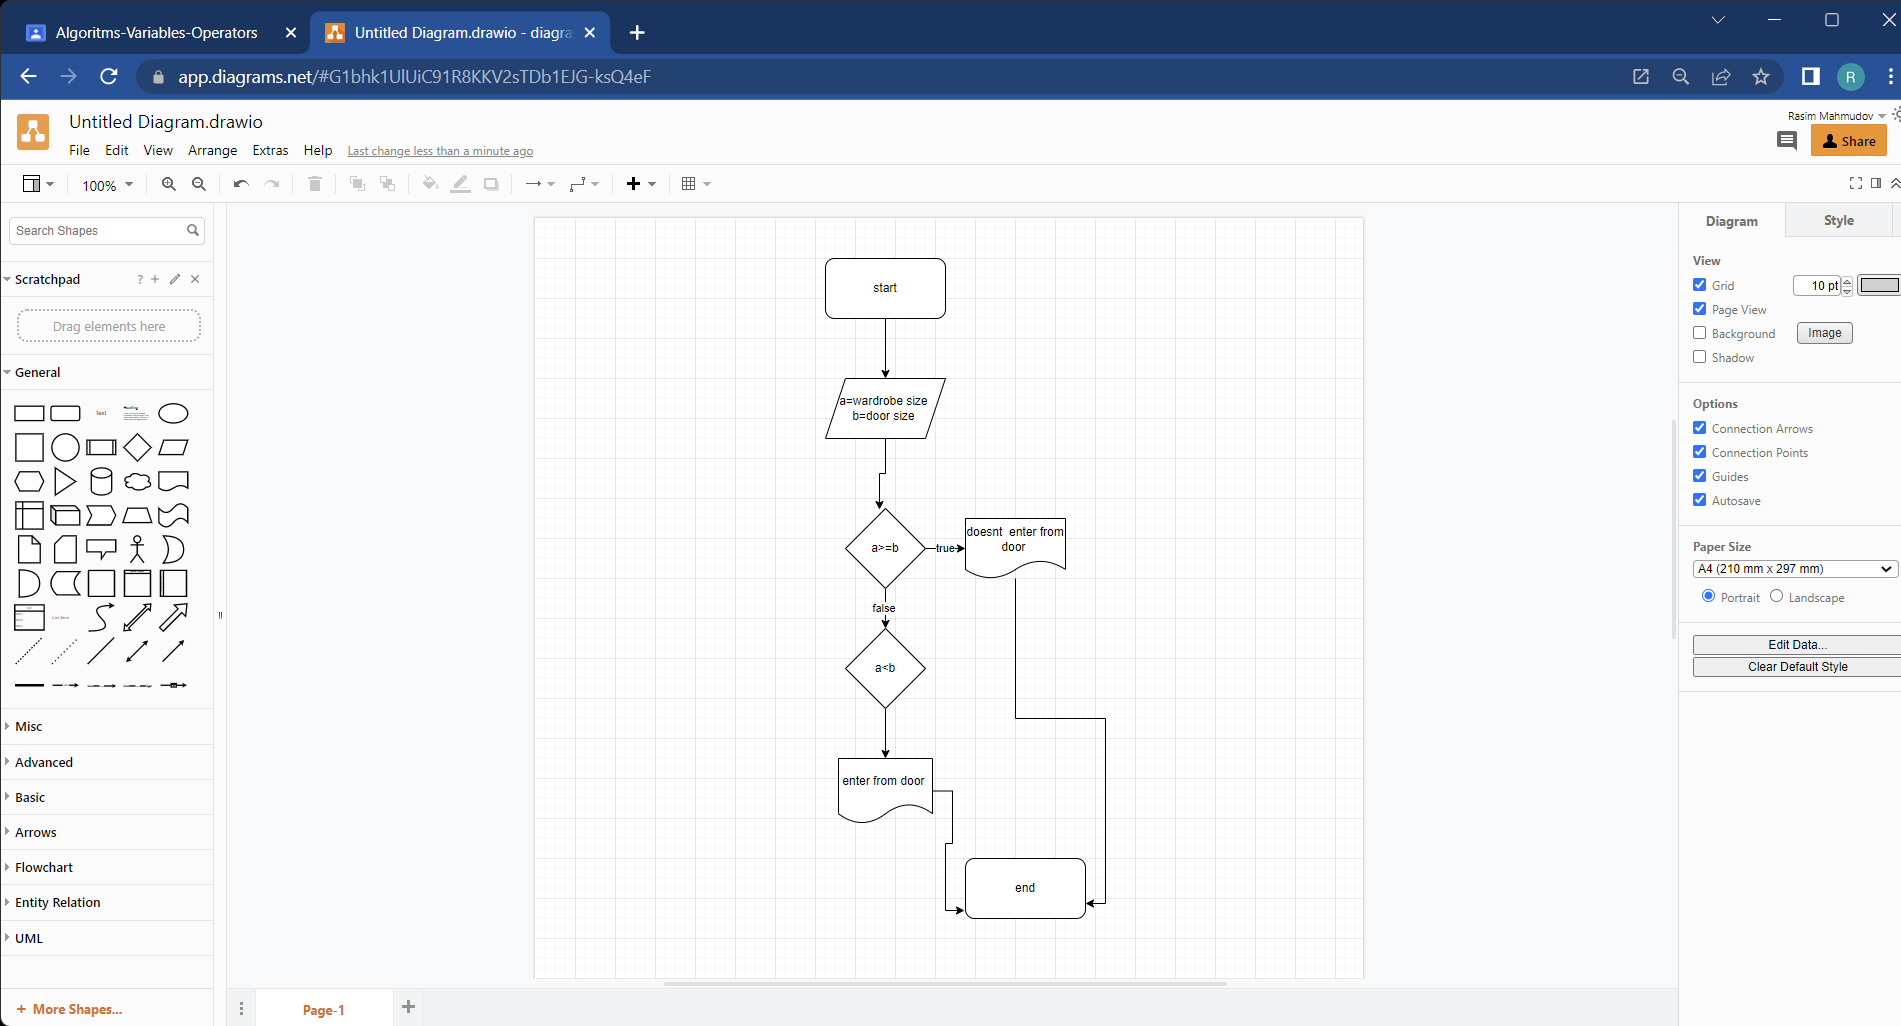 Algoritms-Variables-Operators
Untitled Diagram.drawio - diagra
app.diagrams.net/#G1bhk1UlUiC91R8KKV2sTDb1EJG-ksQ4eF
R
Untitled Diagram.drawio
Rasim Mahmudov
File Edit View Arrange Extras Help Last change less than a minute ago
Share
100%
Search Shapes
Scratchpad
?
Drag elements here
General
Text
Misc
Advanced
Basic
Arrows
Flowchart
Entity Relation
UML
+ More Shapes...
start
a=wardrobe size
b=door size
a>=b
true
doesnt enter from
door
false
a<b
enter from door
end
Page-1
Diagram
Style
View
Grid
10 pt
Page View
Background
Image
Shadow
Options
Connection Arrows
Connection Points
Guides
Autosave
Paper Size
A4 (210 mm x 297 mm)
Portrait
Landscape
Edit Data...
Clear Default Style